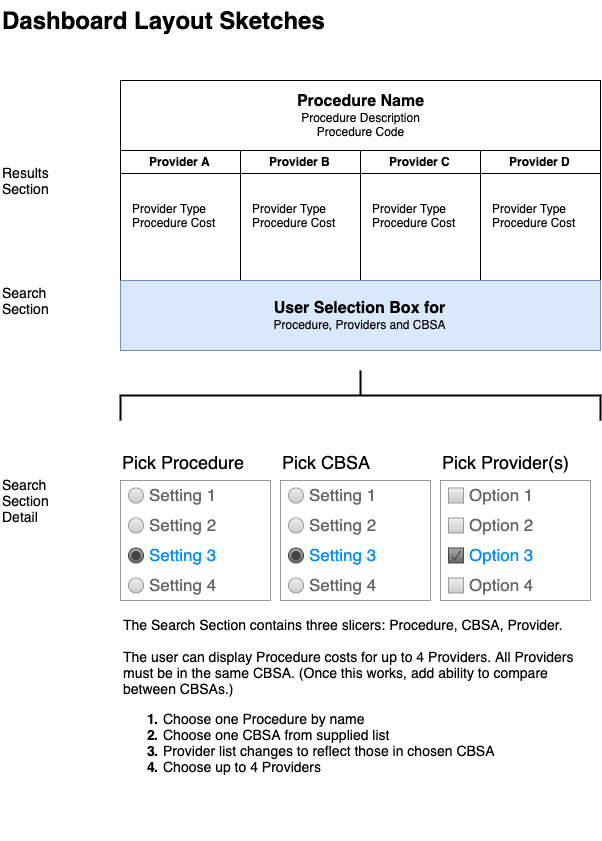 Dashboard Layout Sketches
Procedure Name
Procedure Description
Procedure Code
Results
Section
Provider A
Provider B
Provider C
Provider D
Provider Type
Procedure Cost
Provider Type
Procedure Cost
Provider Type
Procedure Cost
Provider Type
Procedure Cost
Search
Section
User Selection Box for
Procedure, Providers and CBSA
Search
Section
Detail
Pick Procedure
Setting 1
Setting 2
Setting 3
Setting 4
Pick CBSA
Setting 1
Setting 2
Setting 3
Setting 4
Pick Provider(s)
Option 1
Option 2
Option 3
Option 4
The Search Section contains three slicers: Procedure, CBSA, Provider.
The user can display Procedure costs for up to 4 Providers. All Providers
must be in the same CBSA. (Once this works, add ability to compare
between CBSAs.)
1. Choose one Procedure by name
2. Choose one CBSA from supplied list
3. Provider list changes to reflect those in chosen CBSA
4. Choose up to 4 Providers